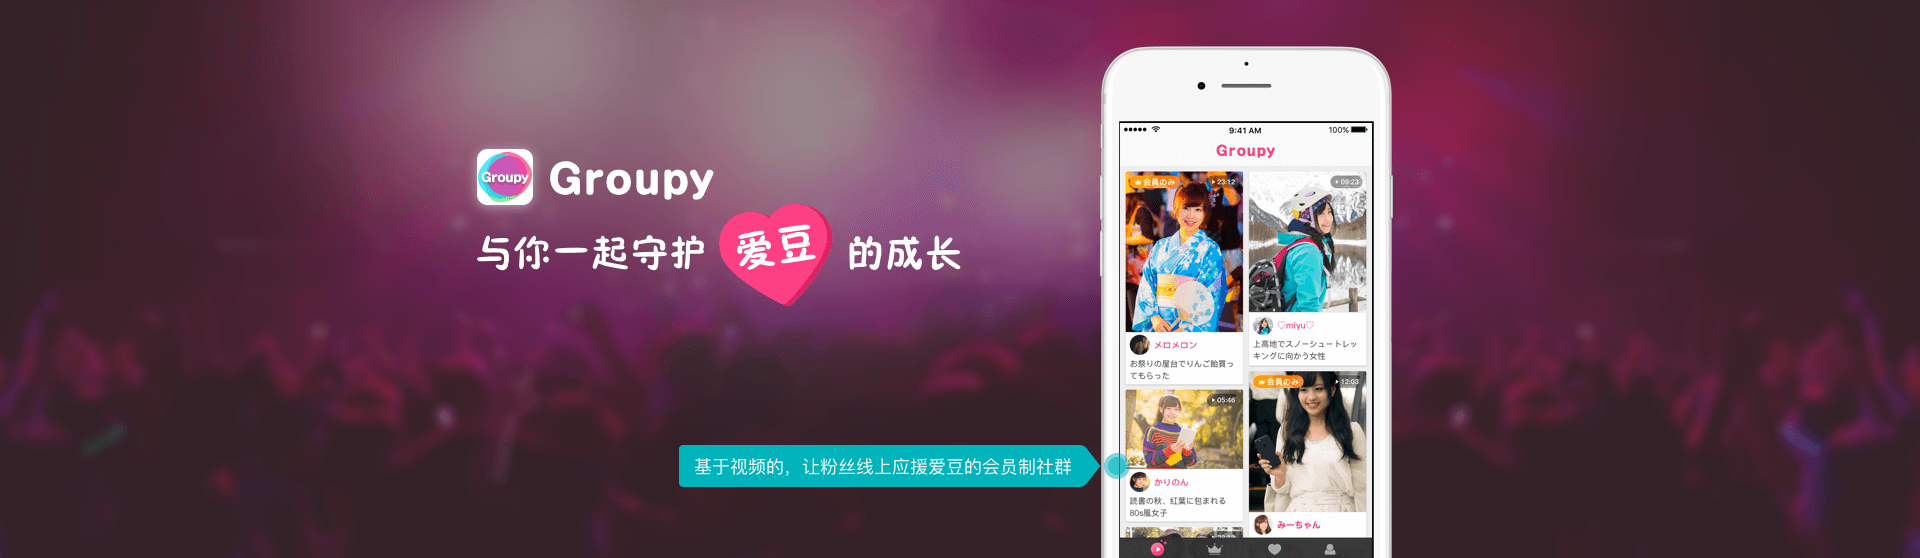 Groupy
Groupy
与你一起守护 爱豆 的成长
基于视频的，让粉丝线上应援爱豆的会员制社群
9:41 AM
100%
Groupy
会員のみ
23:12
メロメロン
お祭りの屋台でりんご飴買っ
てもらった
05:46
かりのん
読書の秋、紅葉に包まれる
80s風女子
09:23
♡miyu♡
上高地でスノーシュートレッ
キングに向かう女性
会員のみ
12:03
みーちゃん